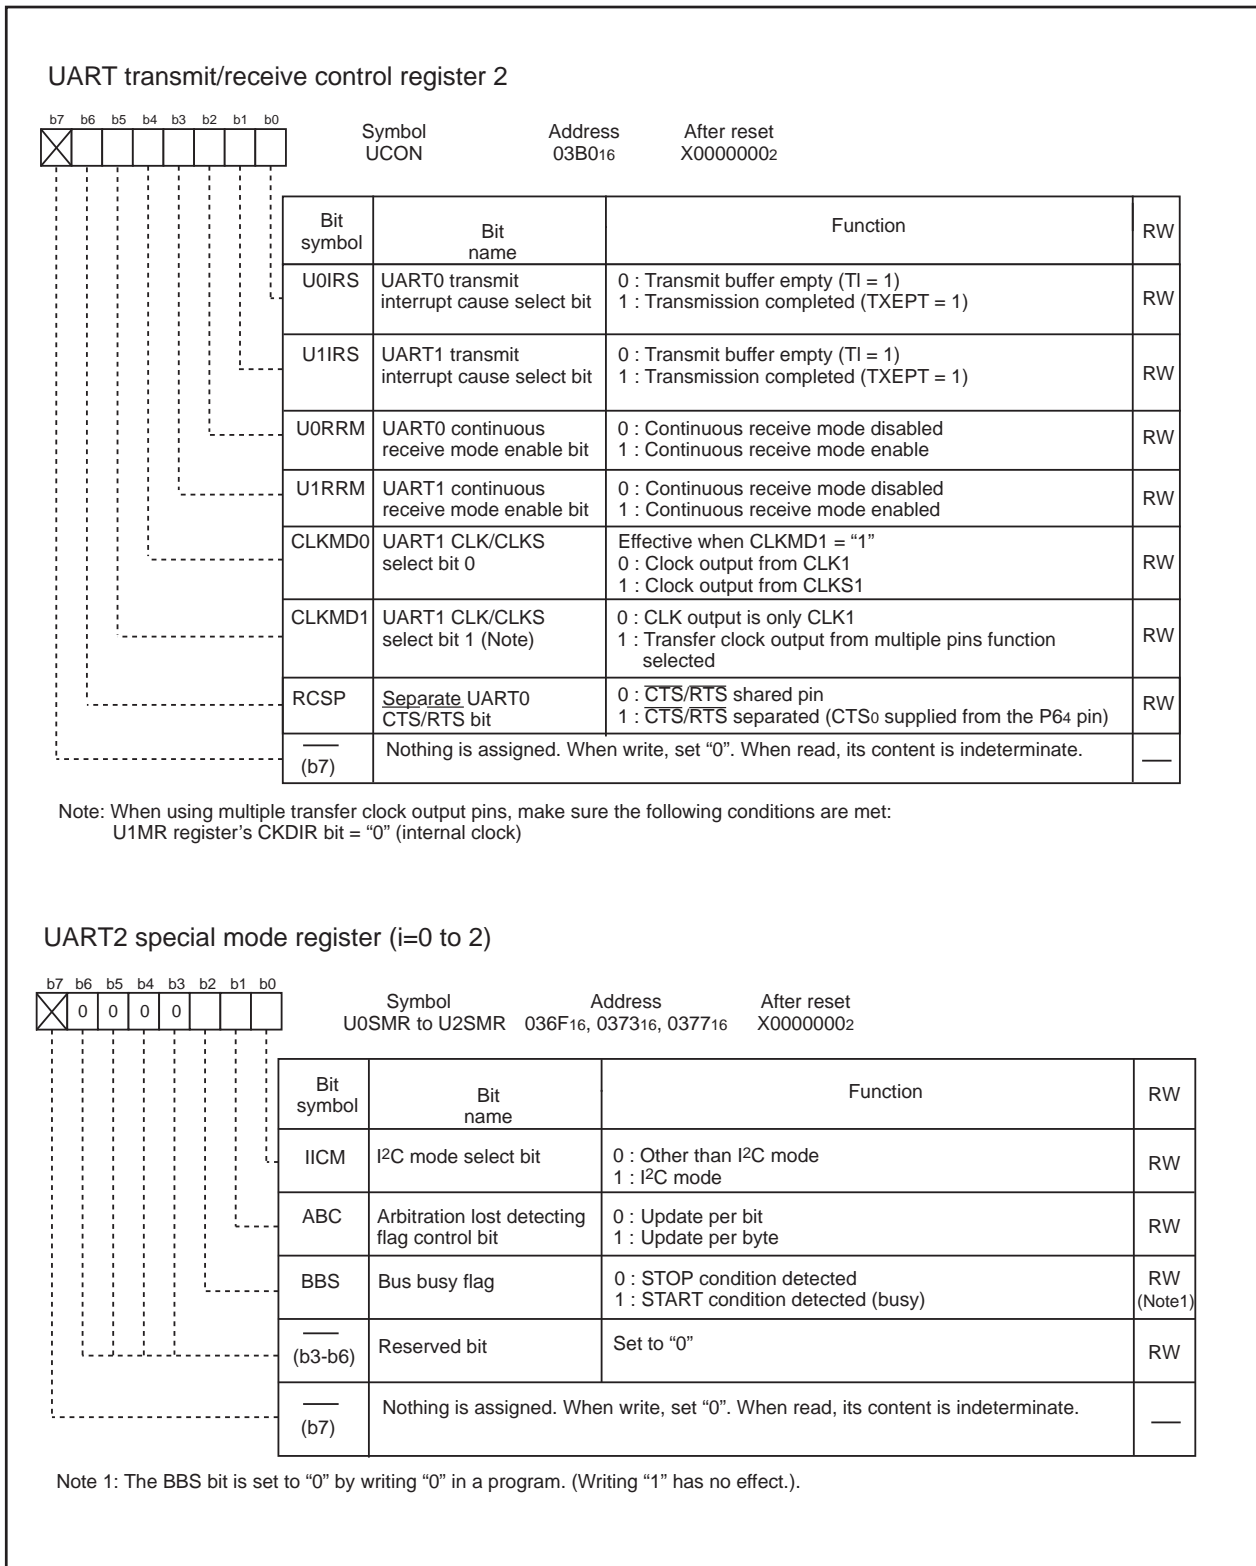 UART transmit/receive control register 2
b7 b6 b5 b4 b3 b2 b1 b0
Symbol Address After reset
UCON 03B016 X00000002
Bit symbol Bit name Function RW
U0IRS UART0 transmit interrupt cause select bit 0 : Transmit buffer empty (TI = 1) RW
1 : Transmission completed (TXEPT = 1)
U1IRS UART1 transmit interrupt cause select bit 0 : Transmit buffer empty (TI = 1) RW
1 : Transmission completed (TXEPT = 1)
U0RRM UART0 continuous receive mode enable bit 0 : Continuous receive mode disabled RW
1 : Continuous receive mode enable
U1RRM UART1 continuous receive mode enable bit 0 : Continuous receive mode disabled RW
1 : Continuous receive mode enabled
CLKMD0 UART1 CLK/CLKS select bit 0 Effective when CLKMD1 = “1” RW
0 : Clock output from CLK1
1 : Clock output from CLKS1
CLKMD1 UART1 CLK/CLKS select bit 1 (Note) 0 : CLK output is only CLK1 RW
1 : Transfer clock output from multiple pins function
selected
RCSP Separate UART0 CTS/RTS bit 0 : CTS/RTS shared pin RW
1 : CTS/RTS separated (CTS0 supplied from the P64 pin)
(b7) Nothing is assigned. When write, set “0”. When read, its content is indeterminate.
Note: When using multiple transfer clock output pins, make sure the following conditions are met:
U1MR register’s CKDIR bit = “0” (internal clock)
UART2 special mode register (i=0 to 2)
b7 b6 b5 b4 b3 b2 b1 b0
0 0 0 0
Symbol Address After reset
U0SMR to U2SMR 036F16, 037316, 037716 X00000002
Bit symbol Bit name Function RW
IICM I2C mode select bit 0 : Other than I2C mode RW
1 : I2C mode
ABC Arbitration lost detecting flag control bit 0 : Update per bit RW
1 : Update per byte
BBS Bus busy flag 0 : STOP condition detected RW (Note1)
1 : START condition detected (busy)
(b3-b6) Reserved bit Set to “0” RW
(b7) Nothing is assigned. When write, set “0”. When read, its content is indeterminate.
Note 1: The BBS bit is set to “0” by writing “0” in a program. (Writing “1” has no effect.).